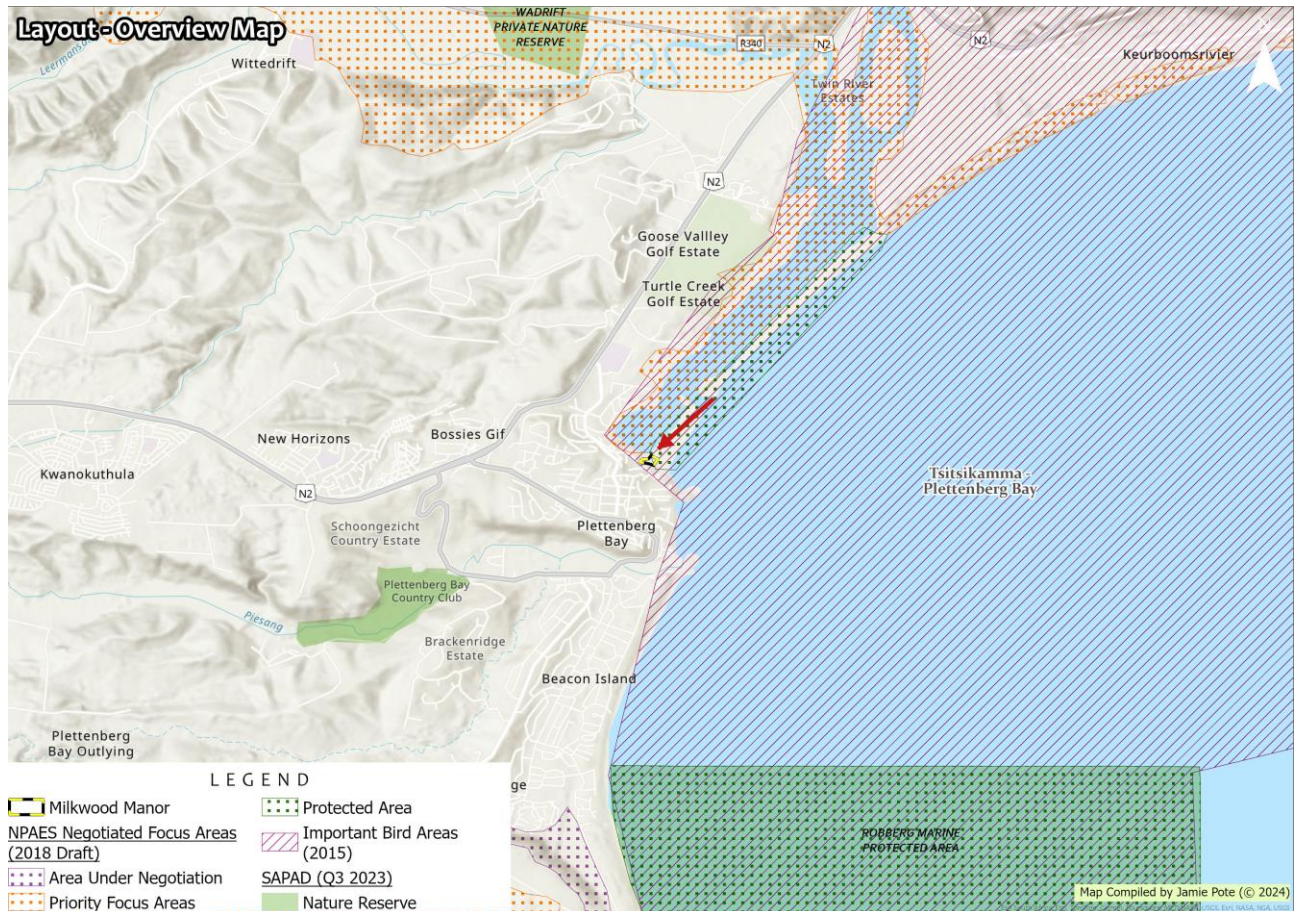 Layout - Overview Map
WADRIFT
PRIVATE NATURE
RESERVE
R340
N2
N2
Keurboomsrivier
Wittedrift
Twin River
Estates
N2
Goose Vallley
Golf Estate
Turtle Creek
Golf Estate
New Horizons
Bossies Gif
Kwanokuthula
N2
Tsitsikamma -
Plettenberg Bay
Schoongezicht
Country Estate
Plettenberg
Bay
Plettenberg Bay
Country Club
Piesang
Brackenridge
Estate
Beacon Island
Plettenberg
Bay Outlying
ge
ROBBERG MARINE
PROTECTED AREA
LEGEND
Milkwood Manor
NPAES Negotiated Focus Areas
(2018 Draft)
Area Under Negotiation
Priority Focus Areas
Protected Area
Important Bird Areas
(2015)
SAPAD (Q3 2023)
Nature Reserve
Map Compiled by Jamie Pote (© 2024)